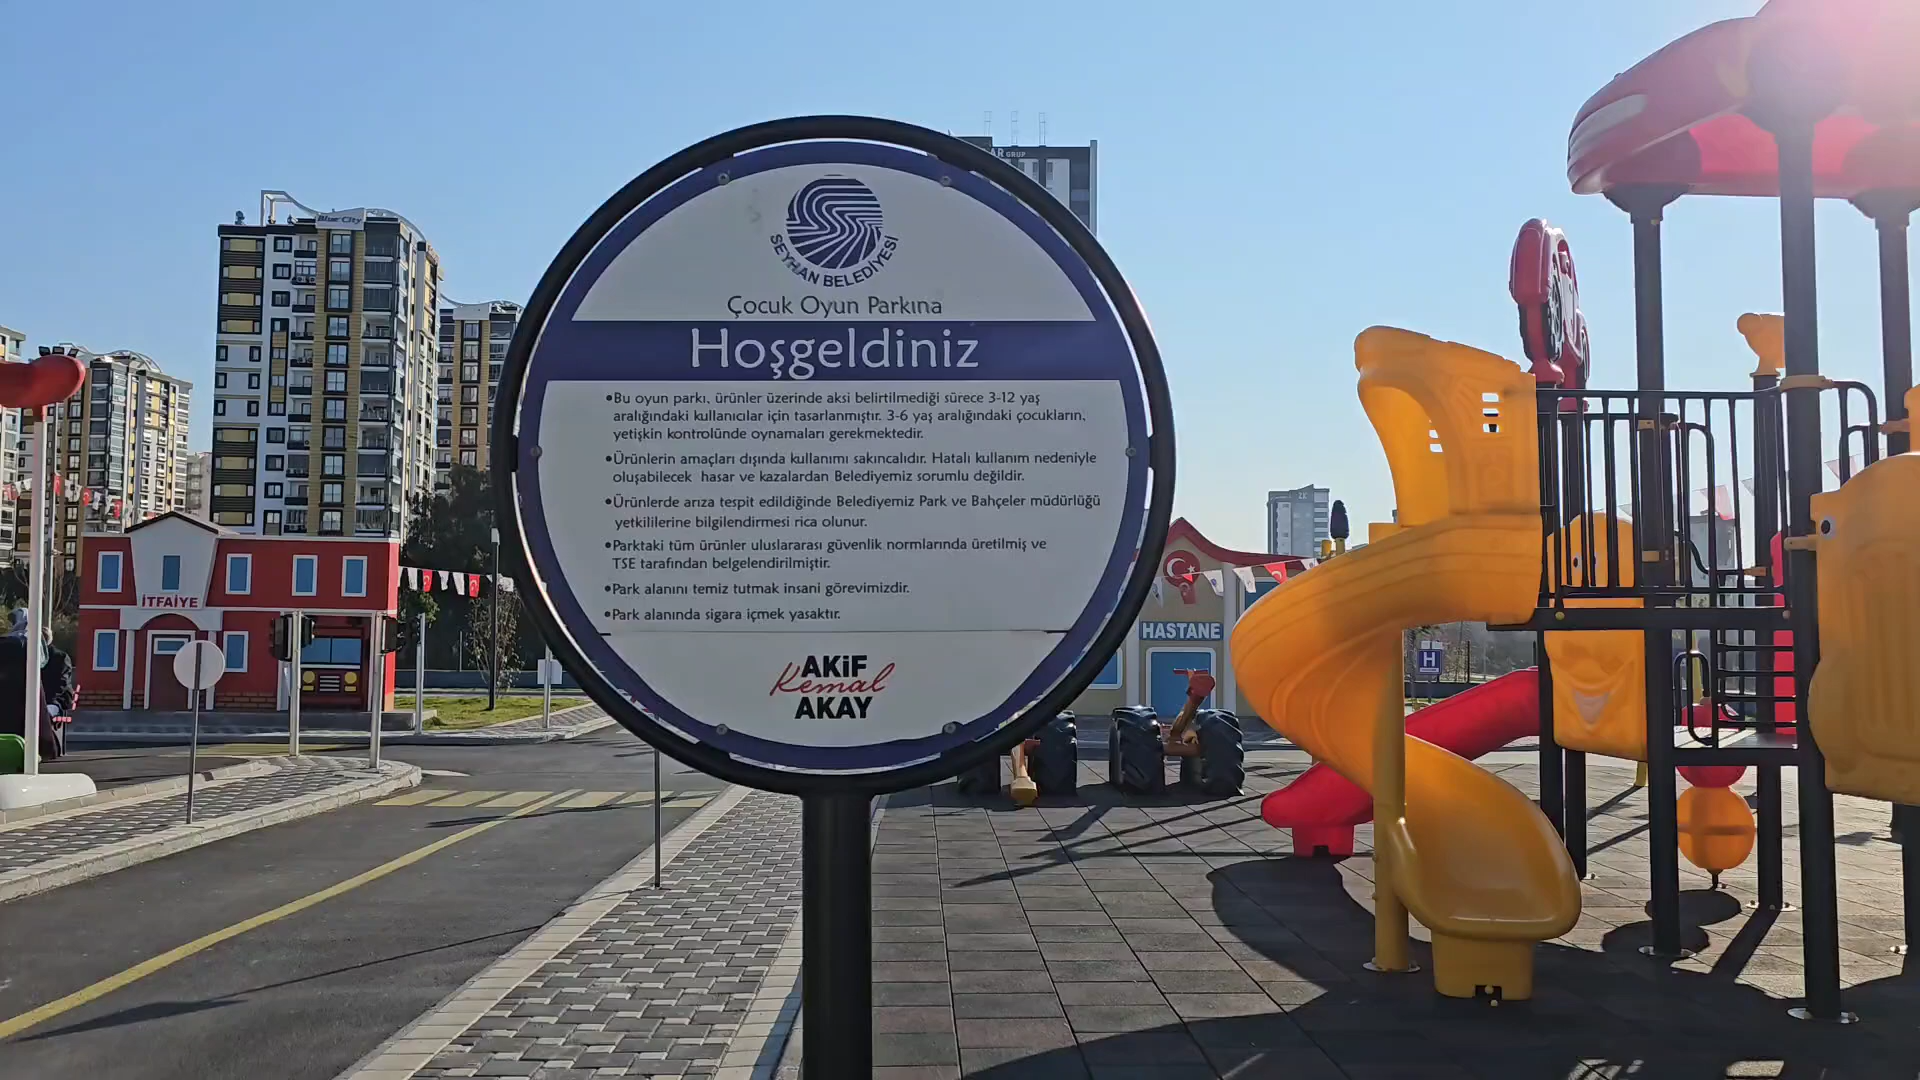 Blue City
AR GRUP
SEYHAN BELEDİYESİ
Çocuk Oyun Parkına
Hoşgeldiniz
•Bu oyun parkı, ürünler üzerinde aksi belirtilmediği sürece 3-12 yaş
aralığındaki kullanıcılar için tasarlanmıştır. 3-6 yaş aralığındaki çocukların,
yetişkin kontrolünde oynamaları gerekmektedir.
•Ürünlerin amaçları dışında kullanımı sakıncalıdır. Hatalı kullanım nedeniyle
oluşabilecek hasar ve kazalardan Belediyemiz sorumlu değildir.
•Ürünlerde arıza tespit edildiğinde Belediyemiz Park ve Bahçeler müdürlüğü
yetkililerine bilgilendirmesi rica olunur.
•Parktaki tüm ürünler uluslararası güvenlik normlarında üretilmiş ve
TSE tarafından belgelendirilmiştir.
•Park alanını temiz tutmak insani görevimizdir.
•Park alanında sigara içmek yasaktır.
AKiF
Kemal
AKAY
İTFAİYE
HASTANE
H